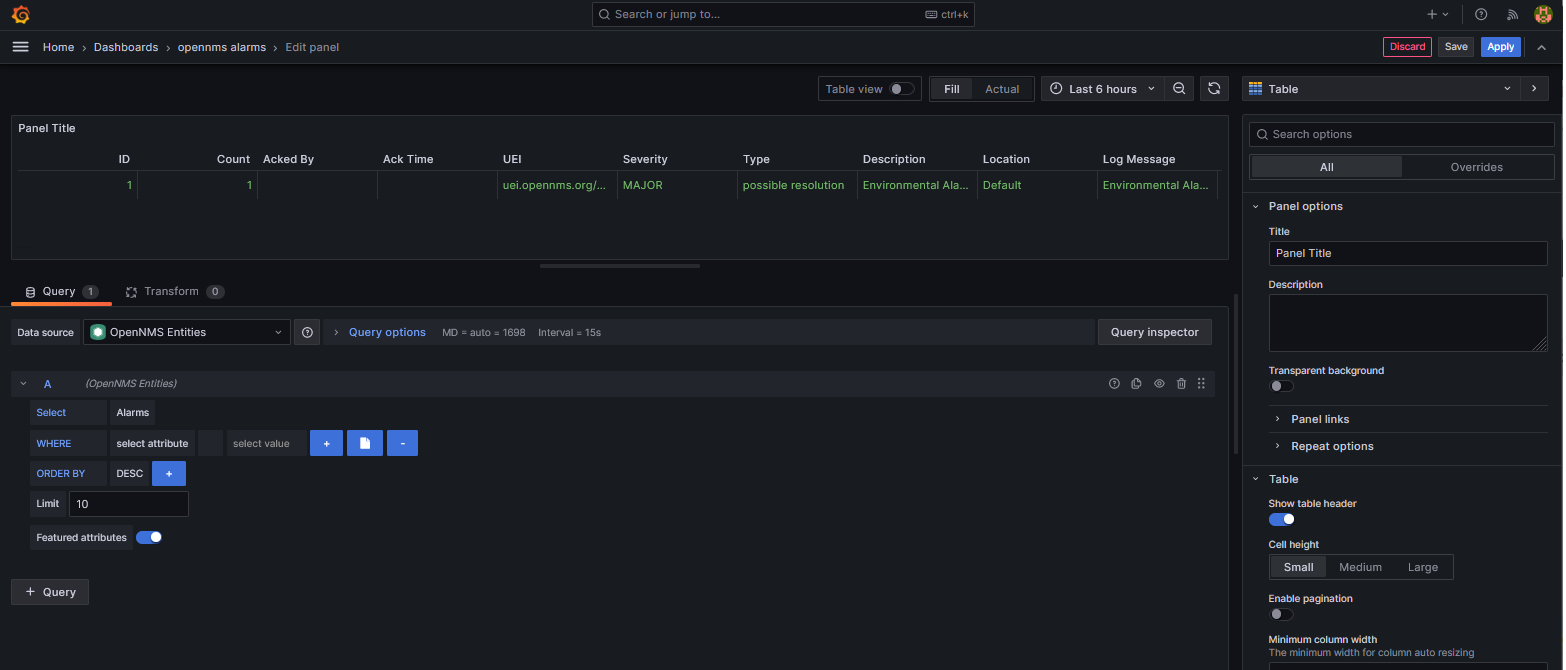 Search or jump to...
ctrl+k
Home › Dashboards › opennms alarms › Edit panel
Discard
Save
Apply
Table view
Fill
Actual
Last 6 hours
Table
Panel Title
ID Count Acked By Ack Time UEI Severity Type Description Location Log Message
1 1 uei.opennms.org/... MAJOR possible resolution Environmental Ala... Default Environmental Ala...
Query 1
Transform 0
Data source
OpenNMS Entities
Query options
MD = auto = 1698
Interval = 15s
Query inspector
A (OpenNMS Entities)
Select Alarms
WHERE select attribute select value + -
ORDER BY DESC +
Limit 10
Featured attributes
+ Query
Search options
All
Overrides
Panel options
Title
Panel Title
Description
Transparent background
Panel links
Repeat options
Table
Show table header
Cell height
Small Medium Large
Enable pagination
Minimum column width
The minimum width for column auto resizing